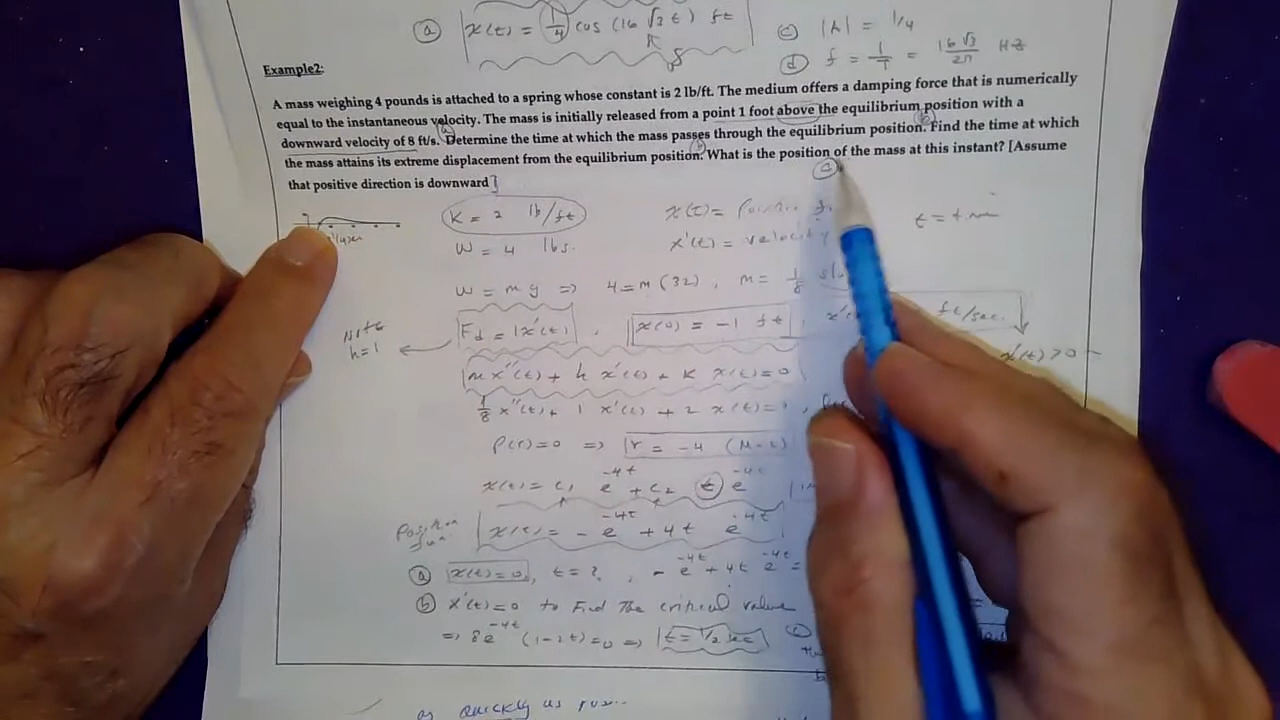 (a) x(t) = (1/4) cos (16 √2 t) ft
(c) |A| = 1/4
8
(d) f = 1/T = 16√2/2π HZ
Example2:
A mass weighing 4 pounds is attached to a spring whose constant is 2 lb/ft. The medium offers a damping force that is numerically
equal to the instantaneous velocity. The mass is initially released from a point 1 foot above the equilibrium position with a
downward velocity of 8 ft/s. Determine the time at which the mass passes through the equilibrium position. Find the time at which
the mass attains its extreme displacement from the equilibrium position. What is the position of the mass at this instant? [Assume
that positive direction is downward]
K = 2 lb/ft
x(t) =
t =
W = 4 lbs.
x'(t) = velocity
W = mg => 4 = m(32), m = 1/8
Note h=1
Fd = 1x'(t), x(0) = -1 ft,
ft/sec.
x'(t) > 0
m x''(t) + h x'(t) + K x(t) = 0
1/8 x''(t) + 1 x'(t) + 2 x(t) = 0,
P(r) = 0 => r = -4 (M-2)
x(t) = c1 e^-4t + c2 t e^-4t
Position fun
x(t) = - e^-4t + 4t e^-4t
(a) x(t) = 0, t = ?, - e^-4t + 4t e^-4t =
(b) x'(t) = 0 to Find The critical value
=> 8e^-4t (1-2t) = 0 => t = 1/2 sec
(c)
as quickly as